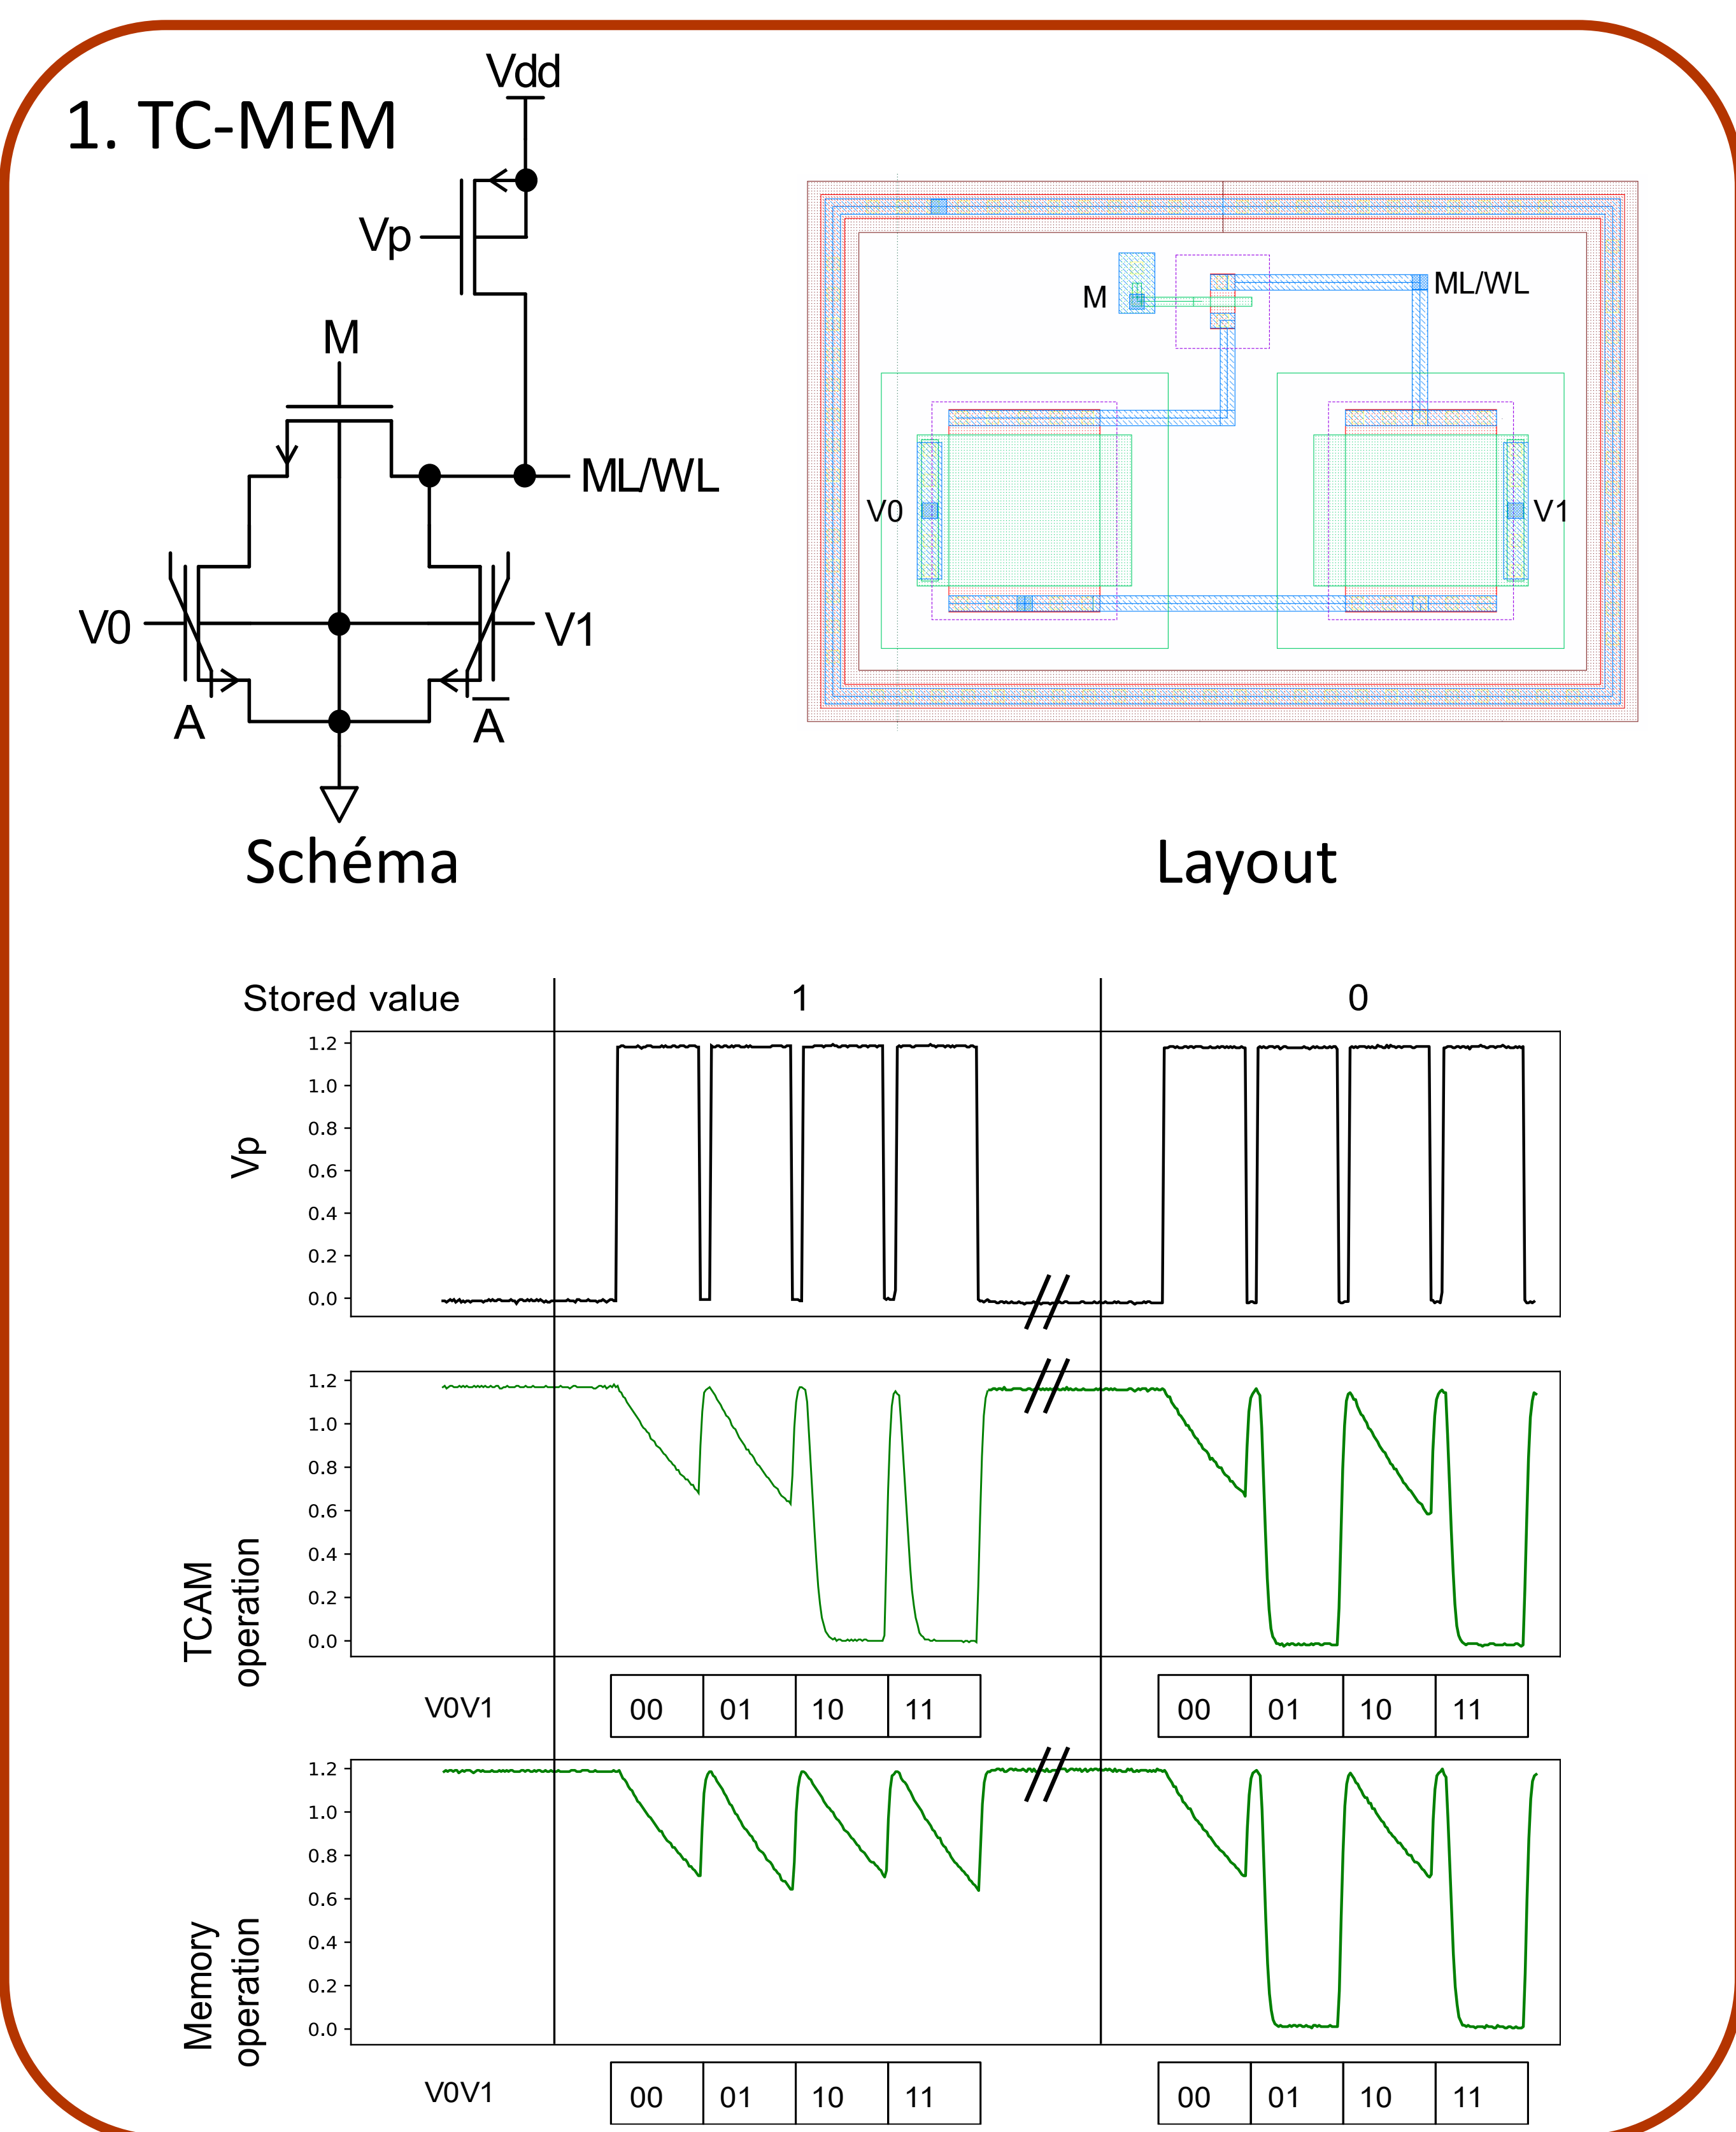 1. TC-MEM
Vdd
Vp
M
ML/WL
V0
V1
A
A̅
Schéma
M
ML/WL
V0
V1
Layout
Stored value 1 0
Vp
1.2
1.0
0.8
0.6
0.4
0.2
0.0
TCAM
operation
1.2
1.0
0.8
0.6
0.4
0.2
0.0
V0V1 00 01 10 11 00 01 10 11
Memory
operation
1.2
1.0
0.8
0.6
0.4
0.2
0.0
V0V1 00 01 10 11 00 01 10 11